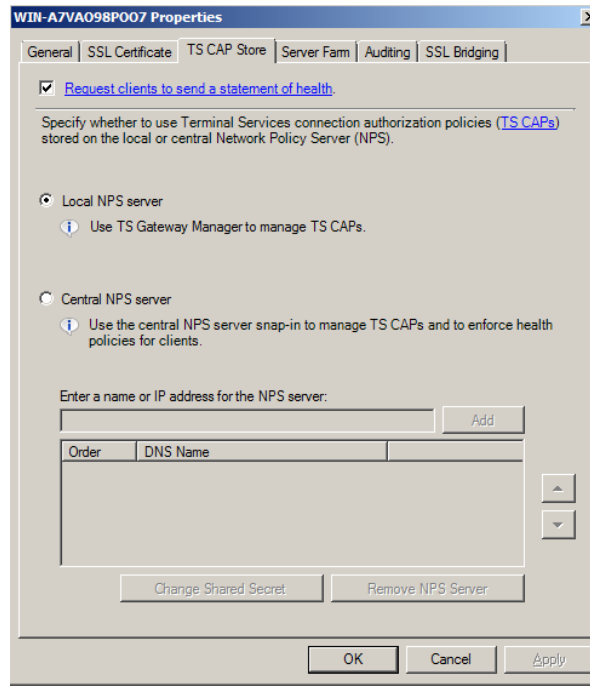 WIN-A7VAO98POO7 Properties
General SSL Certificate TS CAP Store Server Farm Auditing SSL Bridging
Request clients to send a statement of health.
Specify whether to use Terminal Services connection authorization policies (TS CAPs)
stored on the local or central Network Policy Server (NPS).
Local NPS server
Use TS Gateway Manager to manage TS CAPs.
Central NPS server
Use the central NPS server snap-in to manage TS CAPs and to enforce health
policies for clients.
Enter a name or IP address for the NPS server:
Add
Order DNS Name
Change Shared Secret Remove NPS Server
OK Cancel Apply